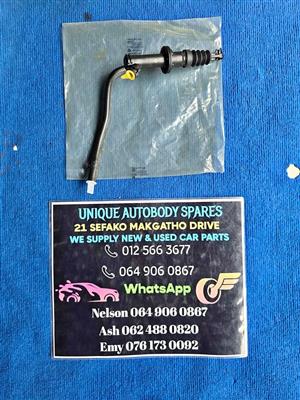 UNIQUE AUTOBODY SPARES
21 SEFAKO MAKGATHO DRIVE
WE SUPPLY NEW & USED CAR PARTS
012 566 3677
064 906 0867
WhatsApp
Nelson 064 906 0867
Ash 062 488 0820
Emy 076 173 0092